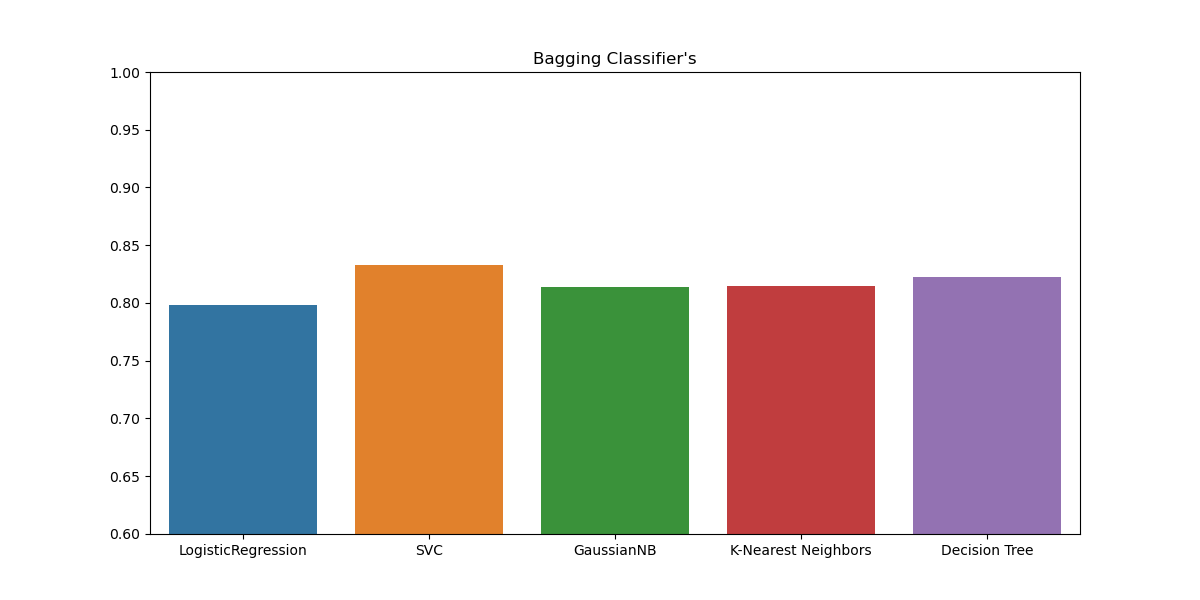 Bagging Classifier's
1.00
0.95
0.90
0.85
0.80
0.75
0.70
0.65
0.60
LogisticRegression
SVC
GaussianNB
K-Nearest Neighbors
Decision Tree